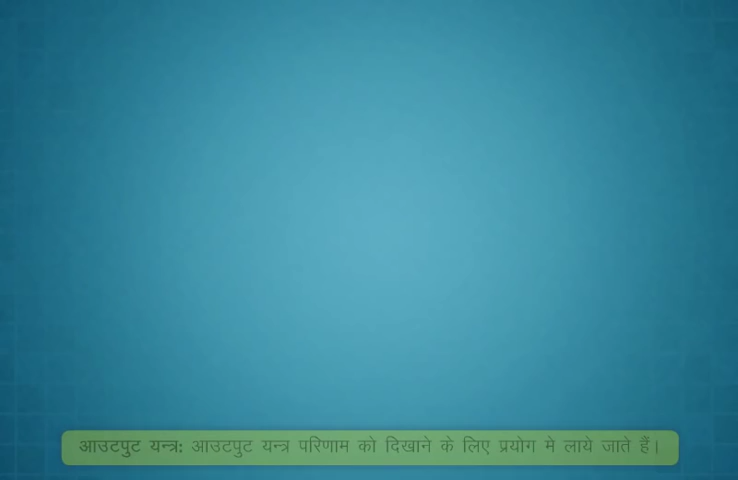 आउटपुट यन्त्र: आउटपुट यन्त्र परिणाम को दिखाने के लिए प्रयोग मे लाये जाते हैं।